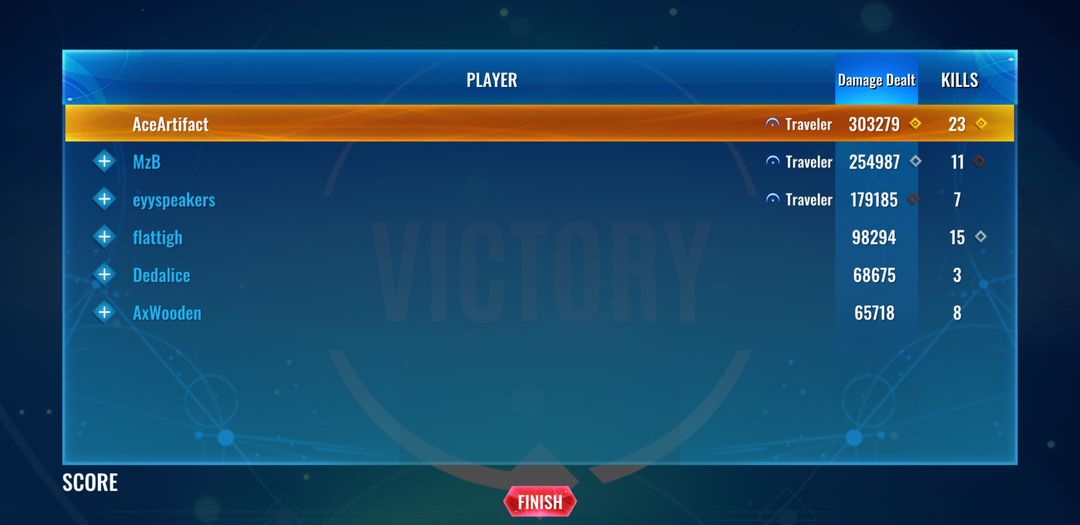 PLAYER Damage Dealt KILLS
AceArtifact Traveler 303279 23
MzB Traveler 254987 11
eyyspeakers Traveler 179185 7
flattigh 98294 15
Dedalice 68675 3
AxWooden 65718 8
VICTORY
SCORE
FINISH